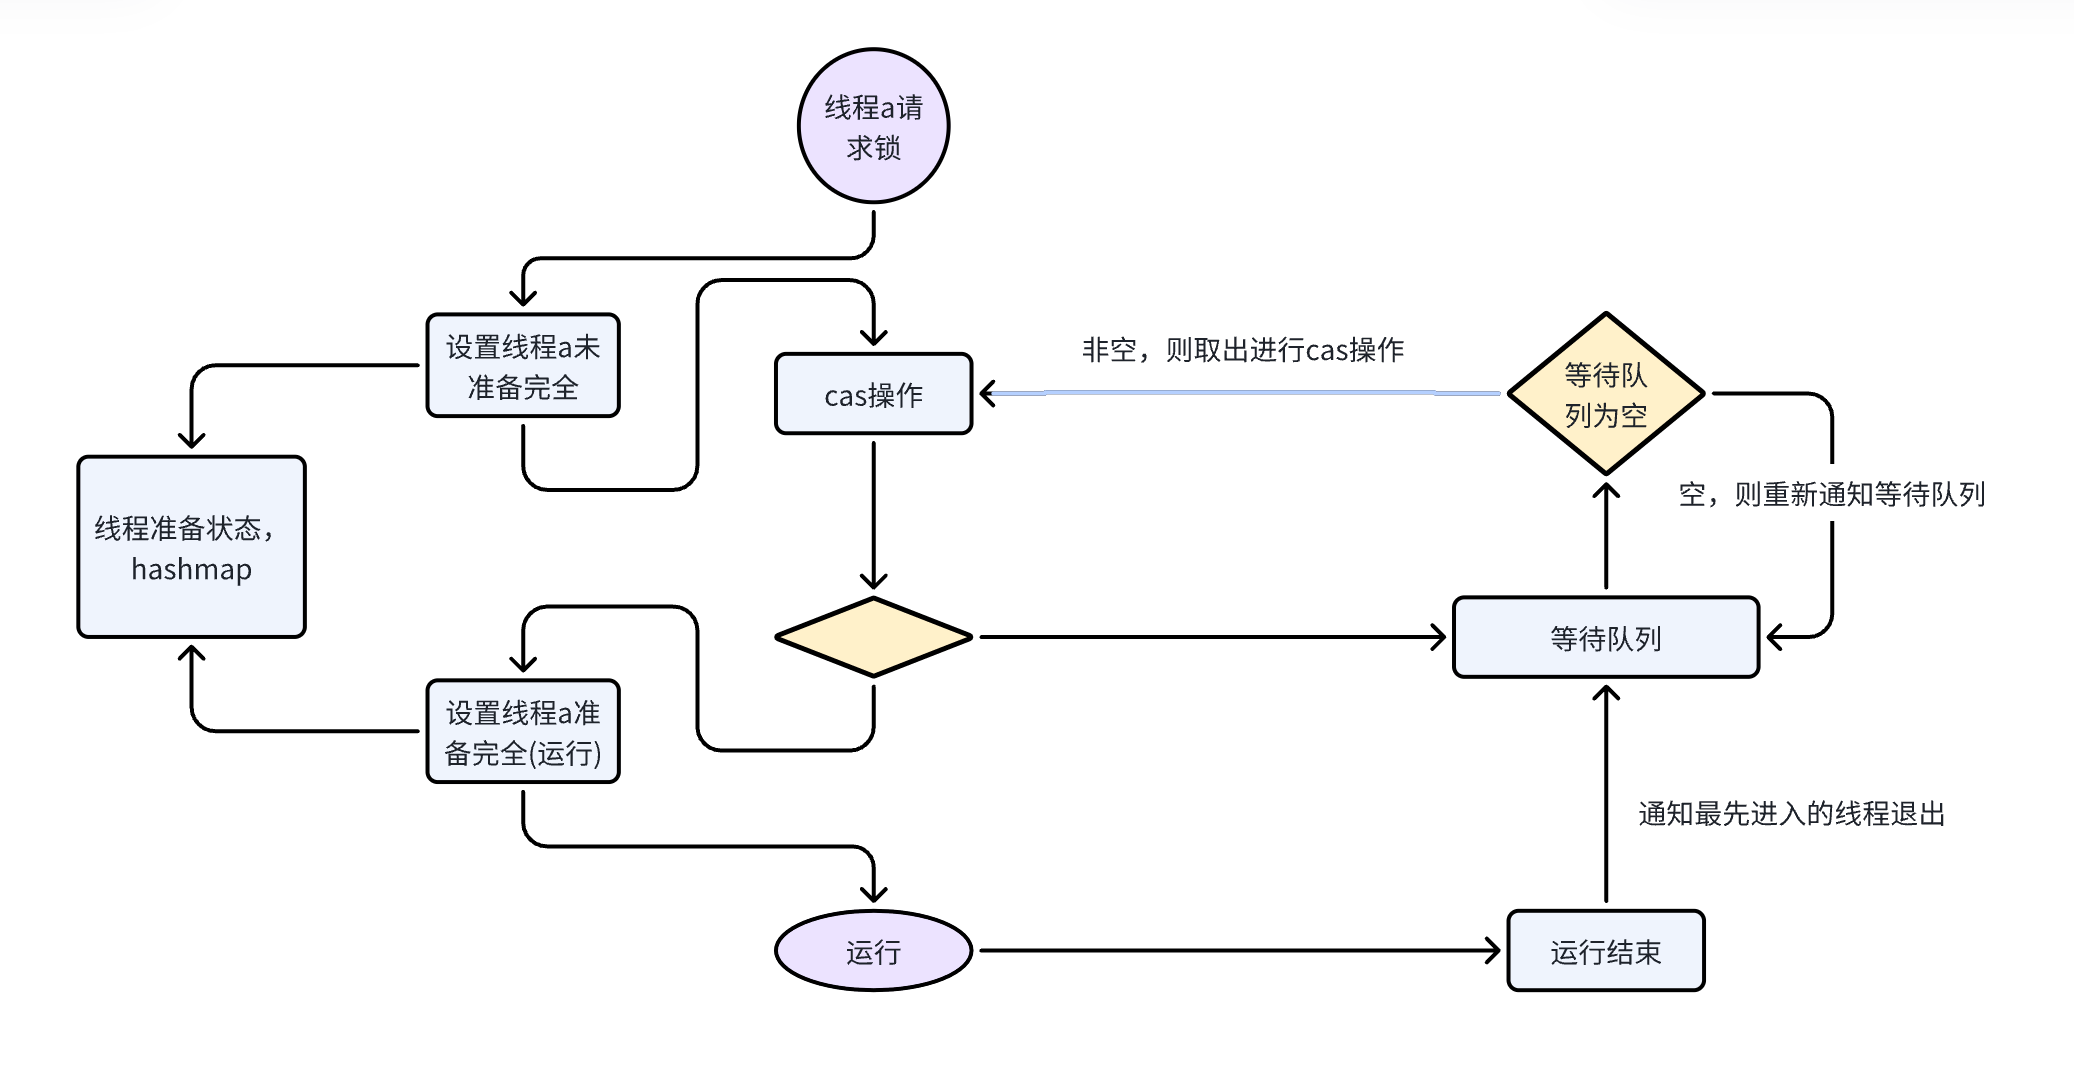 线程a请
求锁
设置线程a未
准备完全
cas操作
非空，则取出进行cas操作
等待队
列为空
空，则重新通知等待队列
线程准备状态，
hashmap
等待队列
设置线程a准
备完全(运行)
通知最先进入的线程退出
运行
运行结束